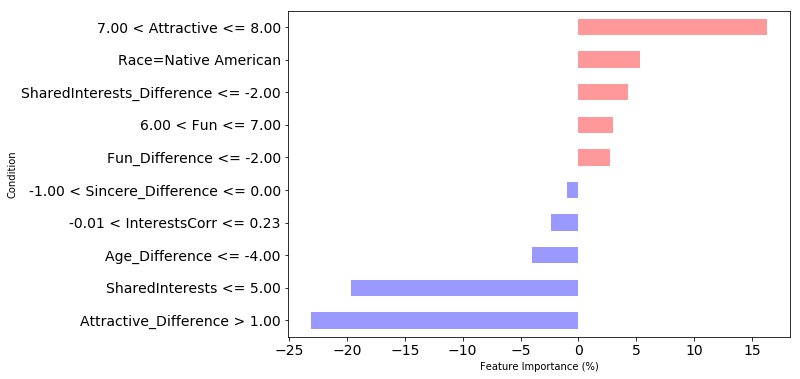 7.00 < Attractive <= 8.00
Race=Native American
SharedInterests_Difference <= -2.00
6.00 < Fun <= 7.00
Fun_Difference <= -2.00
-1.00 < Sincere_Difference <= 0.00
-0.01 < InterestsCorr <= 0.23
Age_Difference <= -4.00
SharedInterests <= 5.00
Attractive_Difference > 1.00
Condition
−25 −20 −15 −10 −5 0 5 10 15
Feature Importance (%)